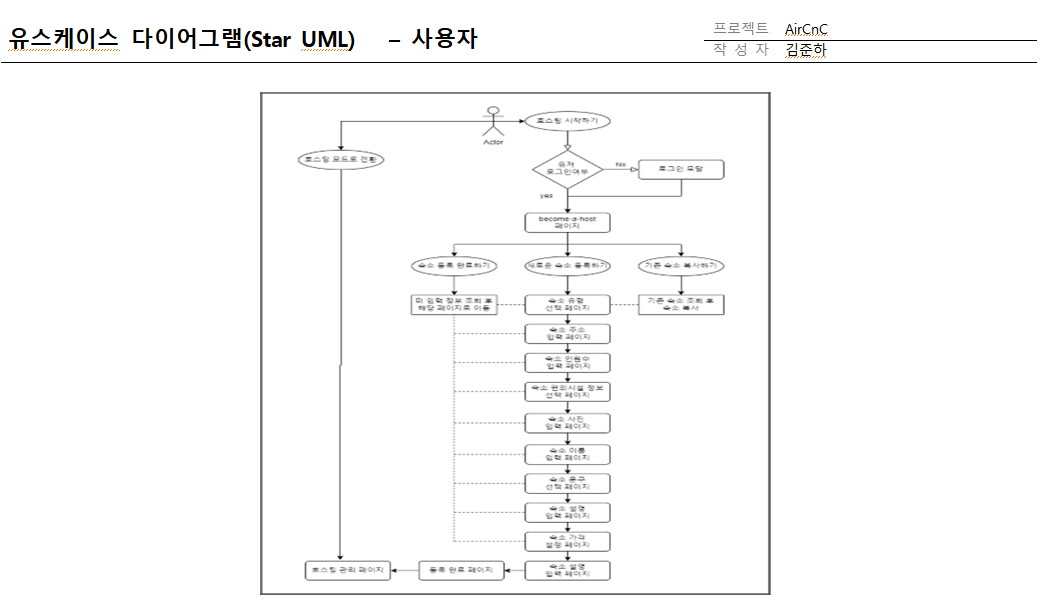 유스케이스 다이어그램(Star UML) – 사용자
프로젝트 AirCnC
작 성 자 김준하
호스팅 시작하기
Actor
호스팅 모드로 전환
유저
로그인여부
No
로그인 모달
yes
become-a-host
페이지
숙소 등록 완료하기
새로운 숙소 등록하기
기존 숙소 복사하기
미 입력 정보 조회 후
해당 페이지로 이동
숙소 유형
선택 페이지
기존 숙소 조회 후
숙소 복사
숙소 주소
입력 페이지
숙소 인원수
입력 페이지
숙소 편의시설 정보
선택 페이지
숙소 사진
입력 페이지
숙소 이름
입력 페이지
숙소 문구
선택 페이지
숙소 설명
입력 페이지
숙소 가격
설정 페이지
호스팅 관리 페이지
등록 완료 페이지
숙소 설명
입력 페이지